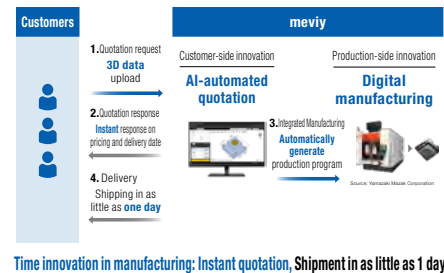 Customers
meviy
1.Quotation request
3D data
upload
2.Quotation response
Instant response on
pricing and delivery date
4. Delivery
Shipping in as
little as one day
Customer-side innovation
AI-automated
quotation
3.Integrated Manufacturing
Automatically
generate
production program
Production-side innovation
Digital
manufacturing
Source: Yamazaki Mazak Corporation
Time innovation in manufacturing: Instant quotation, Shipment in as little as 1 day